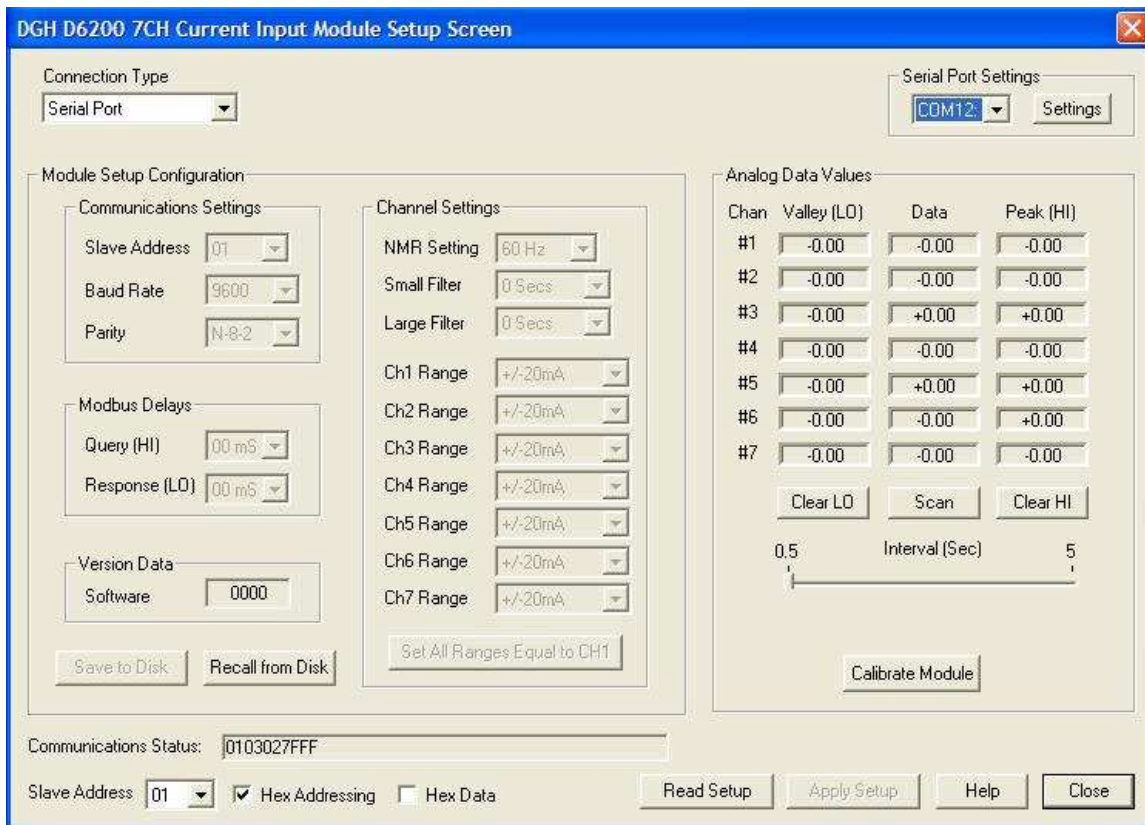 DGH D6200 7CH Current Input Module Setup Screen
Connection Type
Serial Port
Serial Port Settings
COM12: Settings
Module Setup Configuration
Communications Settings
Slave Address 01
Baud Rate 9600
Parity N-8-2
Modbus Delays
Query (HI) 00 mS
Response (LO) 00 mS
Version Data
Software 0000
Save to Disk Recall from Disk
Channel Settings
NMR Setting 60 Hz
Small Filter 0 Secs
Large Filter 0 Secs
Ch1 Range +/-20mA
Ch2 Range +/-20mA
Ch3 Range +/-20mA
Ch4 Range +/-20mA
Ch5 Range +/-20mA
Ch6 Range +/-20mA
Ch7 Range +/-20mA
Set All Ranges Equal to CH1
Analog Data Values
Chan Valley (LO) Data Peak (HI)
#1 -0.00 -0.00 -0.00
#2 -0.00 -0.00 -0.00
#3 -0.00 +0.00 +0.00
#4 -0.00 -0.00 -0.00
#5 -0.00 +0.00 +0.00
#6 -0.00 -0.00 +0.00
#7 -0.00 -0.00 -0.00
Clear LO Scan Clear HI
0.5 Interval (Sec) 5
Calibrate Module
Communications Status: 0103027FFF
Slave Address 01 Hex Addressing Hex Data
Read Setup Apply Setup Help Close